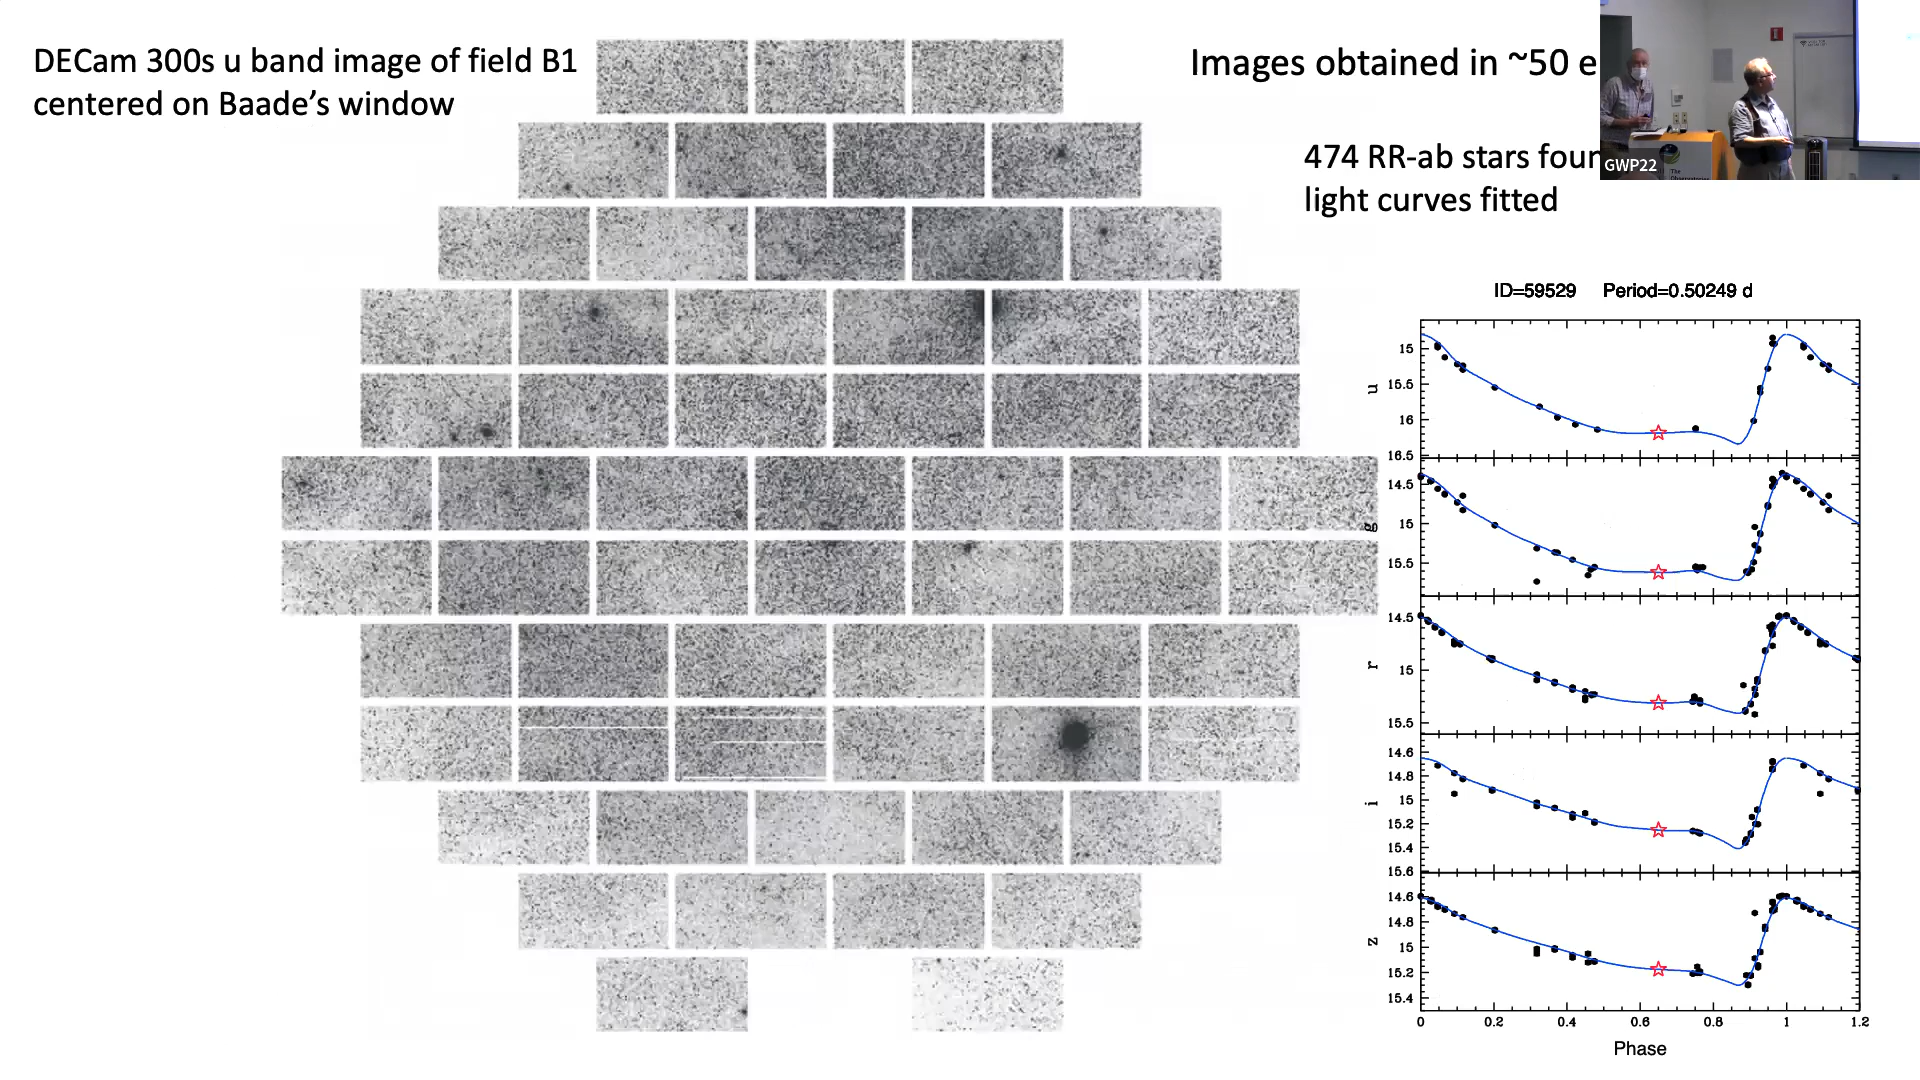 DECam 300s u band image of field B1
centered on Baade's window
Images obtained in ~50 e
474 RR-ab stars foun
light curves fitted
GWP22
The
ID=59529 Period=0.50249 d
u
15
15.5
16
16.5
g
14.5
15
15.5
r
14.5
15
15.5
i
14.6
14.8
15
15.2
15.4
15.6
z
14.6
14.8
15
15.2
15.4
0 0.2 0.4 0.6 0.8 1 1.2
Phase